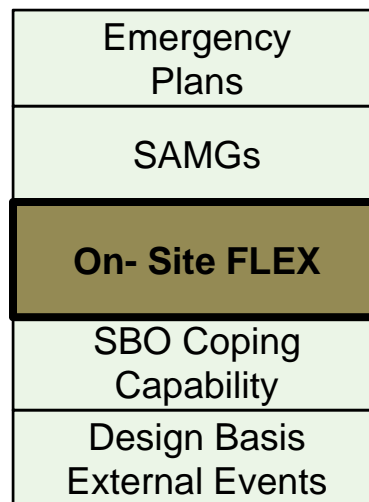 Emergency
Plans
SAMGs
On- Site FLEX
SBO Coping
Capability
Design Basis
External Events